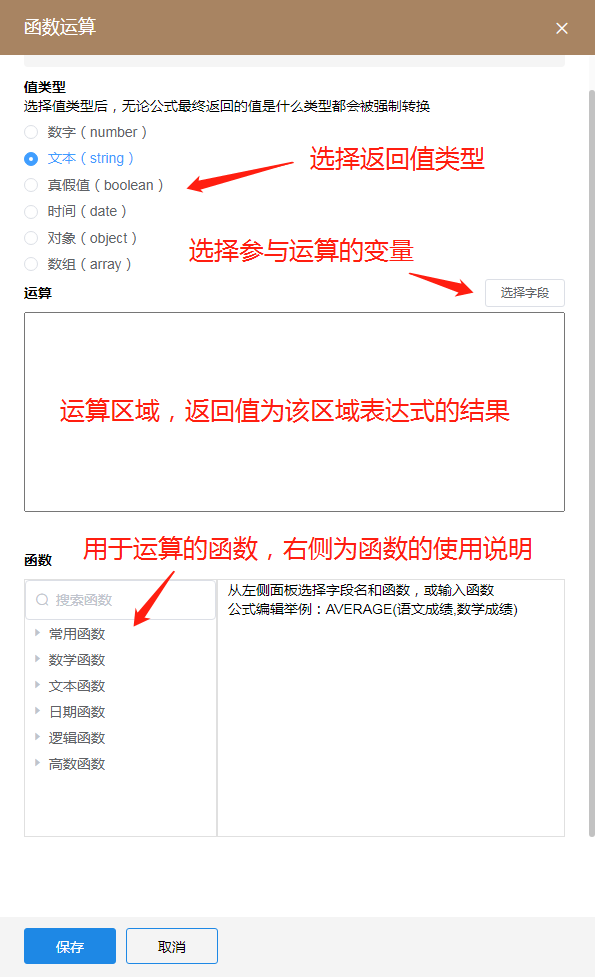 函数运算
值类型
选择值类型后，无论公式最终返回的值是什么类型都会被强制转换
数字（number）
文本（string）
选择返回值类型
真假值（boolean）
时间（date）
对象（object）
选择参与运算的变量
数组（array）
运算
选择字段
运算区域，返回值为该区域表达式的结果
用于运算的函数，右侧为函数的使用说明
函数
搜索函数
常用函数
数学函数
文本函数
日期函数
逻辑函数
高数函数
从左侧面板选择字段名和函数，或输入函数
公式编辑举例：AVERAGE(语文成绩,数学成绩)
保存
取消